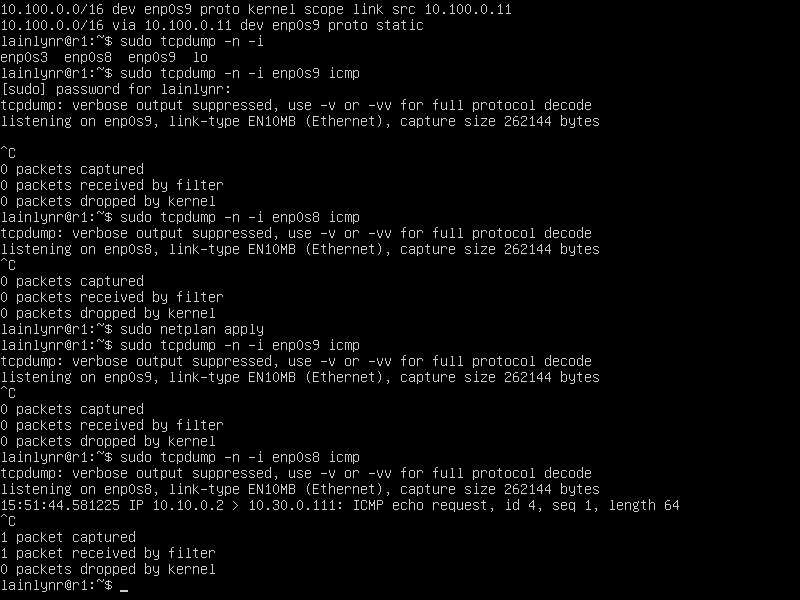 10.100.0.0/16 dev enp0s9 proto kernel scope link src 10.100.0.11
10.100.0.0/16 via 10.100.0.11 dev enp0s9 proto static
lainlynr@r1:~$ sudo tcpdump -n -i
enp0s3  enp0s8  enp0s9  lo
lainlynr@r1:~$ sudo tcpdump -n -i enp0s9 icmp
[sudo] password for lainlynr:
tcpdump: verbose output suppressed, use -v or -vv for full protocol decode
listening on enp0s9, link-type EN10MB (Ethernet), capture size 262144 bytes

^C
0 packets captured
0 packets received by filter
0 packets dropped by kernel
lainlynr@r1:~$ sudo tcpdump -n -i enp0s8 icmp
tcpdump: verbose output suppressed, use -v or -vv for full protocol decode
listening on enp0s8, link-type EN10MB (Ethernet), capture size 262144 bytes
^C
0 packets captured
0 packets received by filter
0 packets dropped by kernel
lainlynr@r1:~$ sudo netplan apply
lainlynr@r1:~$ sudo tcpdump -n -i enp0s9 icmp
tcpdump: verbose output suppressed, use -v or -vv for full protocol decode
listening on enp0s9, link-type EN10MB (Ethernet), capture size 262144 bytes
^C
0 packets captured
0 packets received by filter
0 packets dropped by kernel
lainlynr@r1:~$ sudo tcpdump -n -i enp0s8 icmp
tcpdump: verbose output suppressed, use -v or -vv for full protocol decode
listening on enp0s8, link-type EN10MB (Ethernet), capture size 262144 bytes
15:51:44.581225 IP 10.10.0.2 > 10.30.0.111: ICMP echo request, id 4, seq 1, length 64
^C
1 packet captured
1 packet received by filter
0 packets dropped by kernel
lainlynr@r1:~$ _